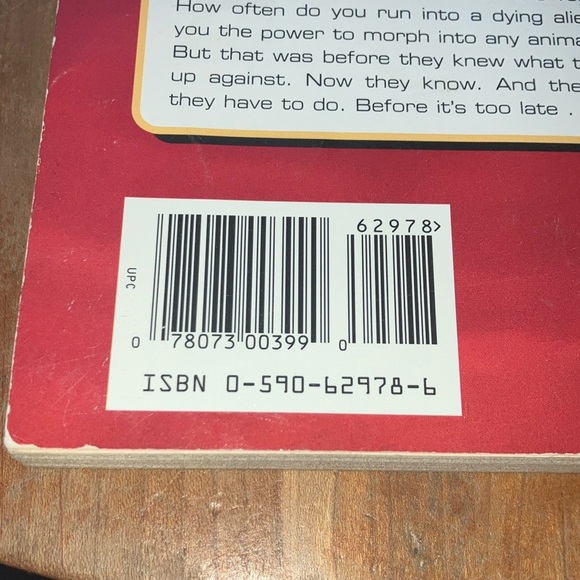 How often do you run into a dying
you the power to morph into any
But that was before they knew what
up against. Now they know. And
they have to do. Before it's too late .
62978>
UPC
0 78073 00399 0
ISBN 0-590-62978-6